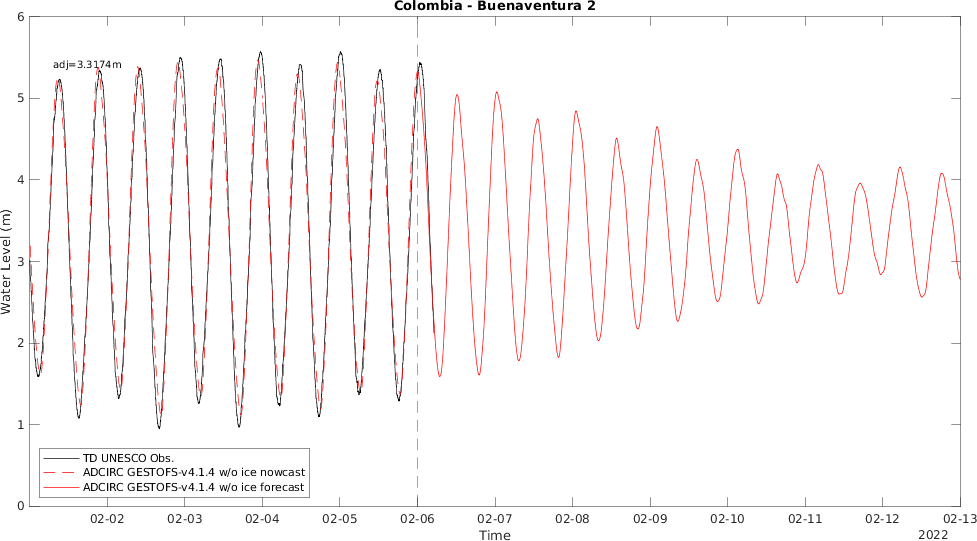 Colombia - Buenaventura 2
6
adj=3.3174m
5
4
3
2
1
0
Water Level (m)
TD UNESCO Obs.
ADCIRC GESTOFS-v4.1.4 w/o ice nowcast
ADCIRC GESTOFS-v4.1.4 w/o ice forecast
02-02 02-03 02-04 02-05 02-06 02-07 02-08 02-09 02-10 02-11 02-12 02-13
Time
2022